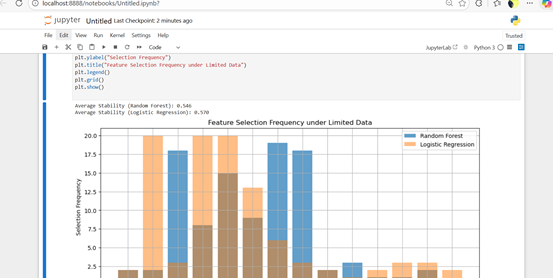 localhost:8888/notebooks/Untitled.ipynb?
jupyter Untitled Last Checkpoint: 2 minutes ago
File Edit View Run Kernel Settings Help
Trusted
Code
JupyterLab
Python 3
plt.ylabel("Selection Frequency")
plt.title("Feature Selection Frequency under Limited Data")
plt.legend()
plt.grid()
plt.show()
Average Stability (Random Forest): 0.546
Average Stability (Logistic Regression): 0.570
Feature Selection Frequency under Limited Data
Random Forest
Logistic Regression
Selection Frequency
20.0
17.5
15.0
12.5
10.0
7.5
5.0
2.5